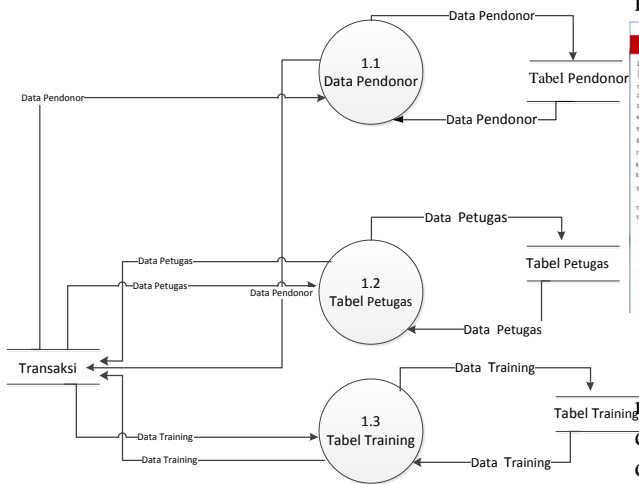 Data Pendonor
1.1
Data Pendonor
Tabel Pendonor
Data Pendonor
Data Pendonor
Data Petugas
1.2
Tabel Petugas
Tabel Petugas
Data Petugas
Data Petugas
Data Petugas
Data Pendonor
Transaksi
Data Training
1.3
Tabel Training
Tabel Training
Data Training
Data Training
Data Training